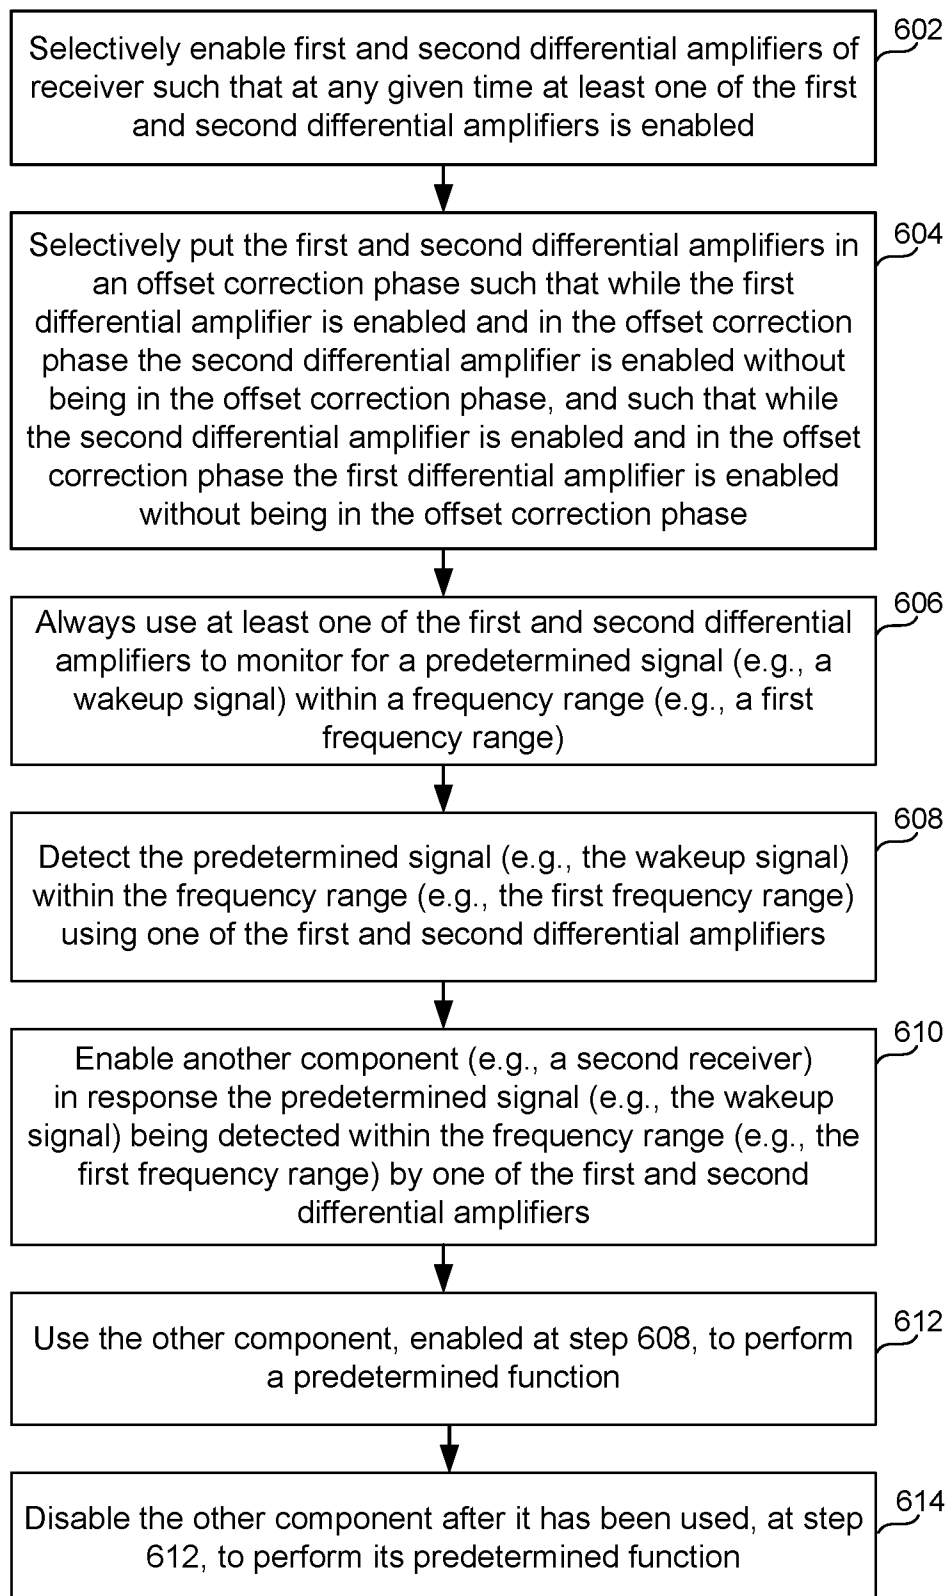 Selectively enable first and second differential amplifiers of
receiver such that at any given time at least one of the first
and second differential amplifiers is enabled
602
Selectively put the first and second differential amplifiers in
an offset correction phase such that while the first
differential amplifier is enabled and in the offset correction
phase the second differential amplifier is enabled without
being in the offset correction phase, and such that while
the second differential amplifier is enabled and in the offset
correction phase the first differential amplifier is enabled
without being in the offset correction phase
604
Always use at least one of the first and second differential
amplifiers to monitor for a predetermined signal (e.g., a
wakeup signal) within a frequency range (e.g., a first
frequency range)
606
Detect the predetermined signal (e.g., the wakeup signal)
within the frequency range (e.g., the first frequency range)
using one of the first and second differential amplifiers
608
Enable another component (e.g., a second receiver)
in response the predetermined signal (e.g., the wakeup
signal) being detected within the frequency range (e.g., the
first frequency range) by one of the first and second
differential amplifiers
610
Use the other component, enabled at step 608, to perform
a predetermined function
612
Disable the other component after it has been used, at step
612, to perform its predetermined function
614